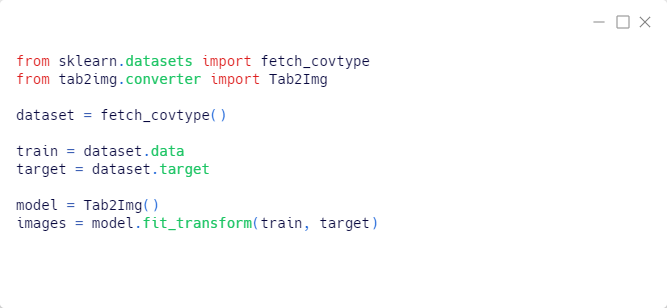 from sklearn.datasets import fetch_covtype
from tab2img.converter import Tab2Img
dataset = fetch_covtype()
train = dataset.data
target = dataset.target
model = Tab2Img()
images = model.fit_transform(train, target)